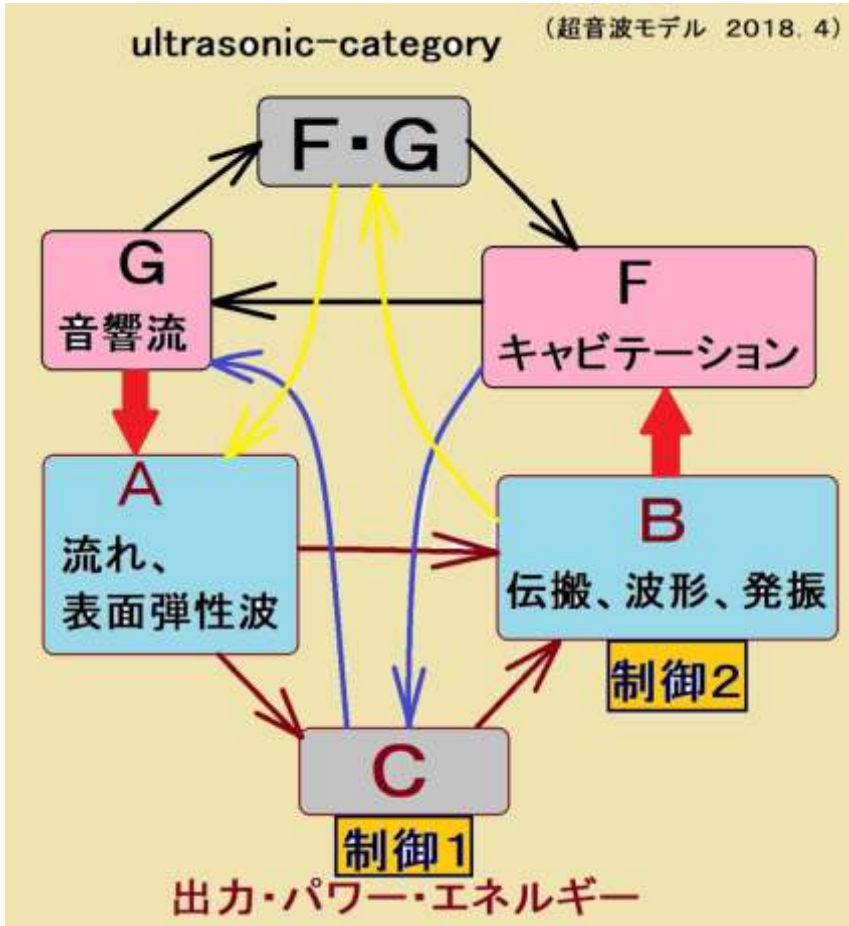 ultrasonic-category
(超音波モデル 2018.4)
F・G
G
音響流
F
キャビテーション
A
流れ、
表面弾性波
B
伝搬、波形、発振
制御2
C
制御1
出力・パワー・エネルギー